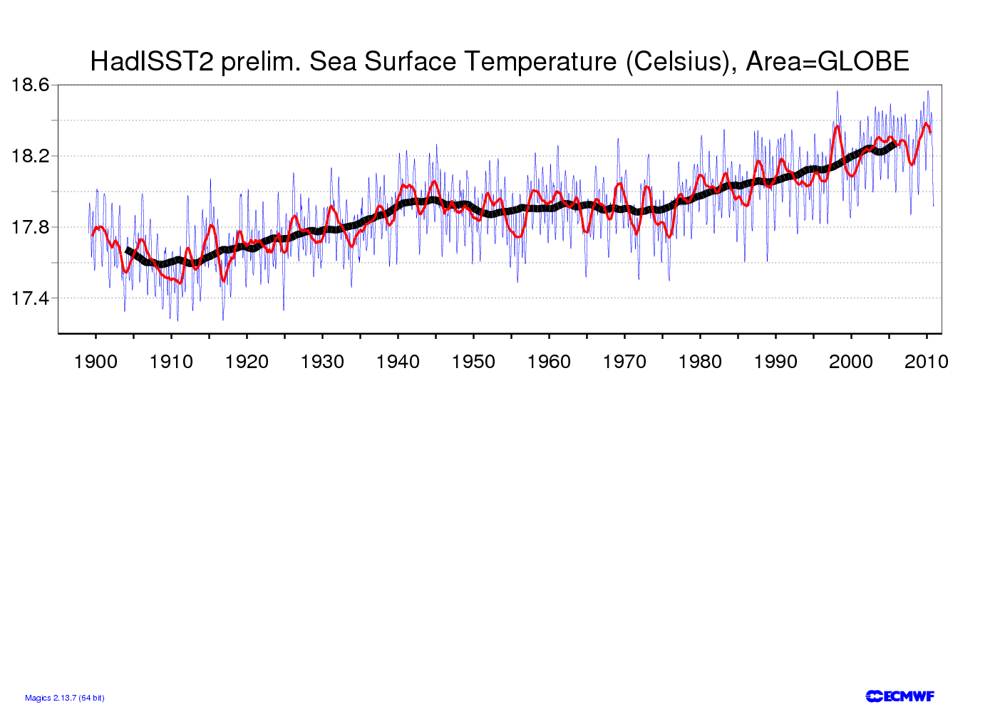 HadISST2 prelim. Sea Surface Temperature (Celsius), Area=GLOBE
18.6
18.2
17.8
17.4
1900 1910 1920 1930 1940 1950 1960 1970 1980 1990 2000 2010
Magics 2.13.7 (64 bit)
ECMWF